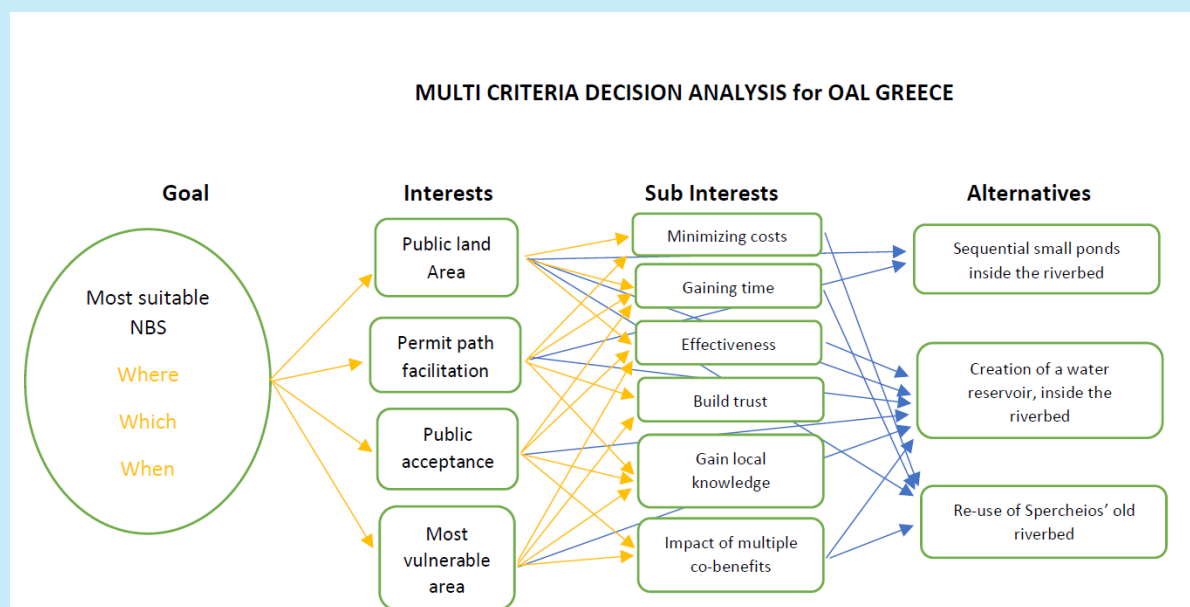 MULTI CRITERIA DECISION ANALYSIS for OAL GREECE
Goal
Interests
Sub Interests
Alternatives
Most suitable
NBS
Where
Which
When
Public land
Area
Permit path
facilitation
Public
acceptance
Most
vulnerable
area
Minimizing costs
Gaining time
Effectiveness
Build trust
Gain local
knowledge
Impact of multiple
co-benefits
Sequential small ponds
inside the riverbed
Creation of a water
reservoir, inside the
riverbed
Re-use of Spercheios’ old
riverbed